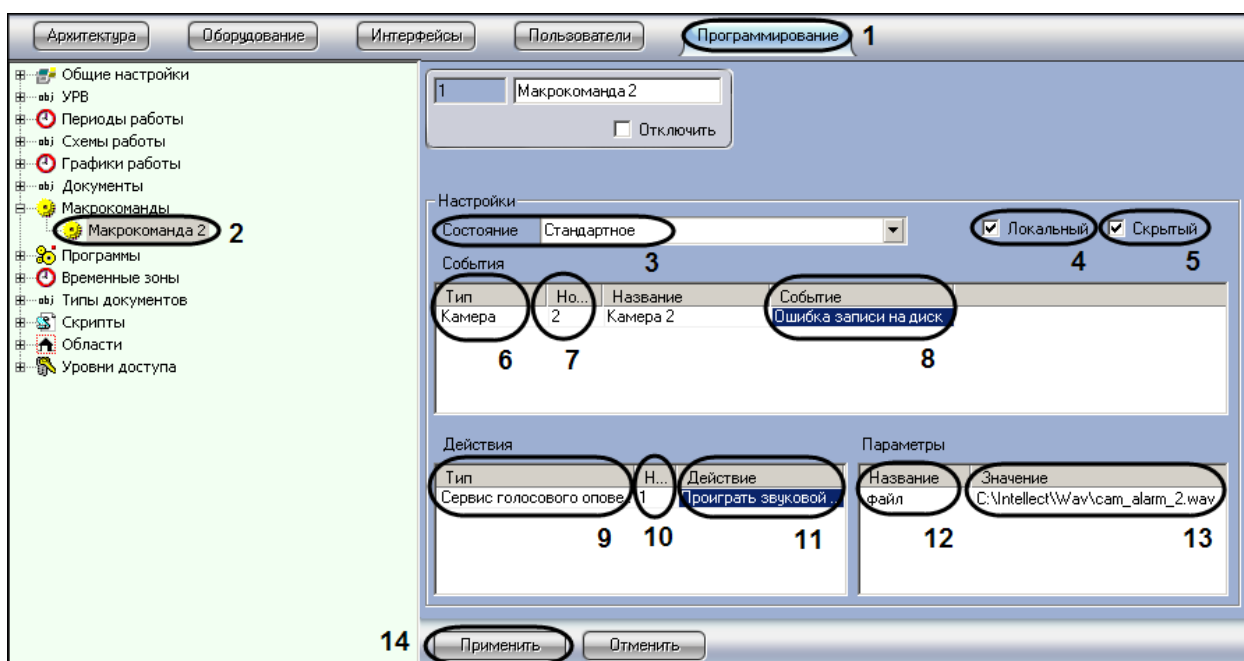 Архитектура Оборудование Интерфейсы Пользователи Программирование 1
Общие настройки
obj УРВ
Периоды работы
obj Схемы работы
Графики работы
obj Документы
Макрокоманды
Макрокоманда 2 2
Программы
Временные зоны
obj Типы документов
Скрипты
Области
Уровни доступа
1 Макрокоманда 2
Отключить
Настройки
Состояние Стандартное Локальный Скрытый
3 4 5
События
Тип Но... Название Событие
Камера 2 Камера 2 Ошибка записи на диск
6 7 8
Действия Параметры
Тип Н... Действие Название Значение
Сервис голосового опове 1 Проиграть звуковой ... файл C:\Intellect\Wav\cam_alarm_2.wav
9 10 11 12 13
14 Применить Отменить